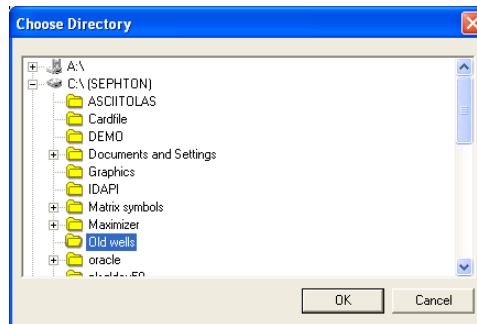 Choose Directory
A:\
C:\ (SEPHTON)
ASCIITOLAS
Cardfile
DEMO
Documents and Settings
Graphics
IDAPI
Matrix symbols
Maximizer
Old wells
oracle
OK Cancel